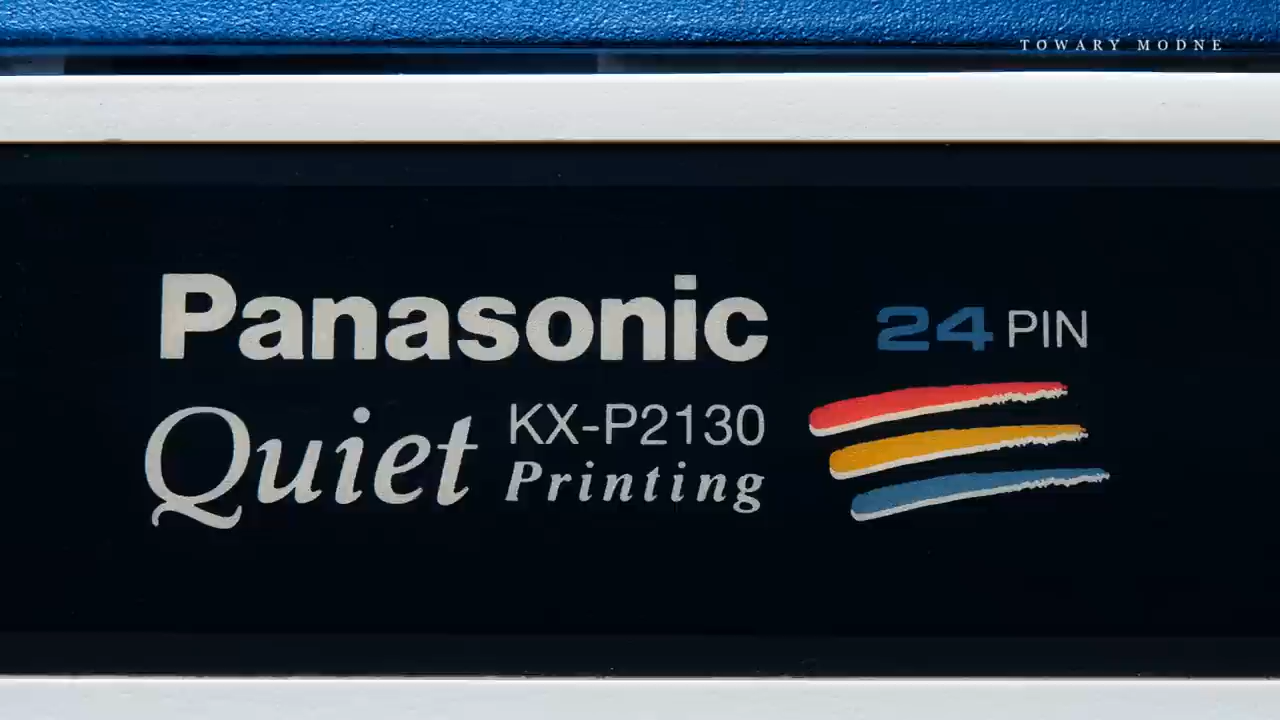 TOWARY MODNE
Panasonic
24 PIN
Quiet KX-P2130
Printing